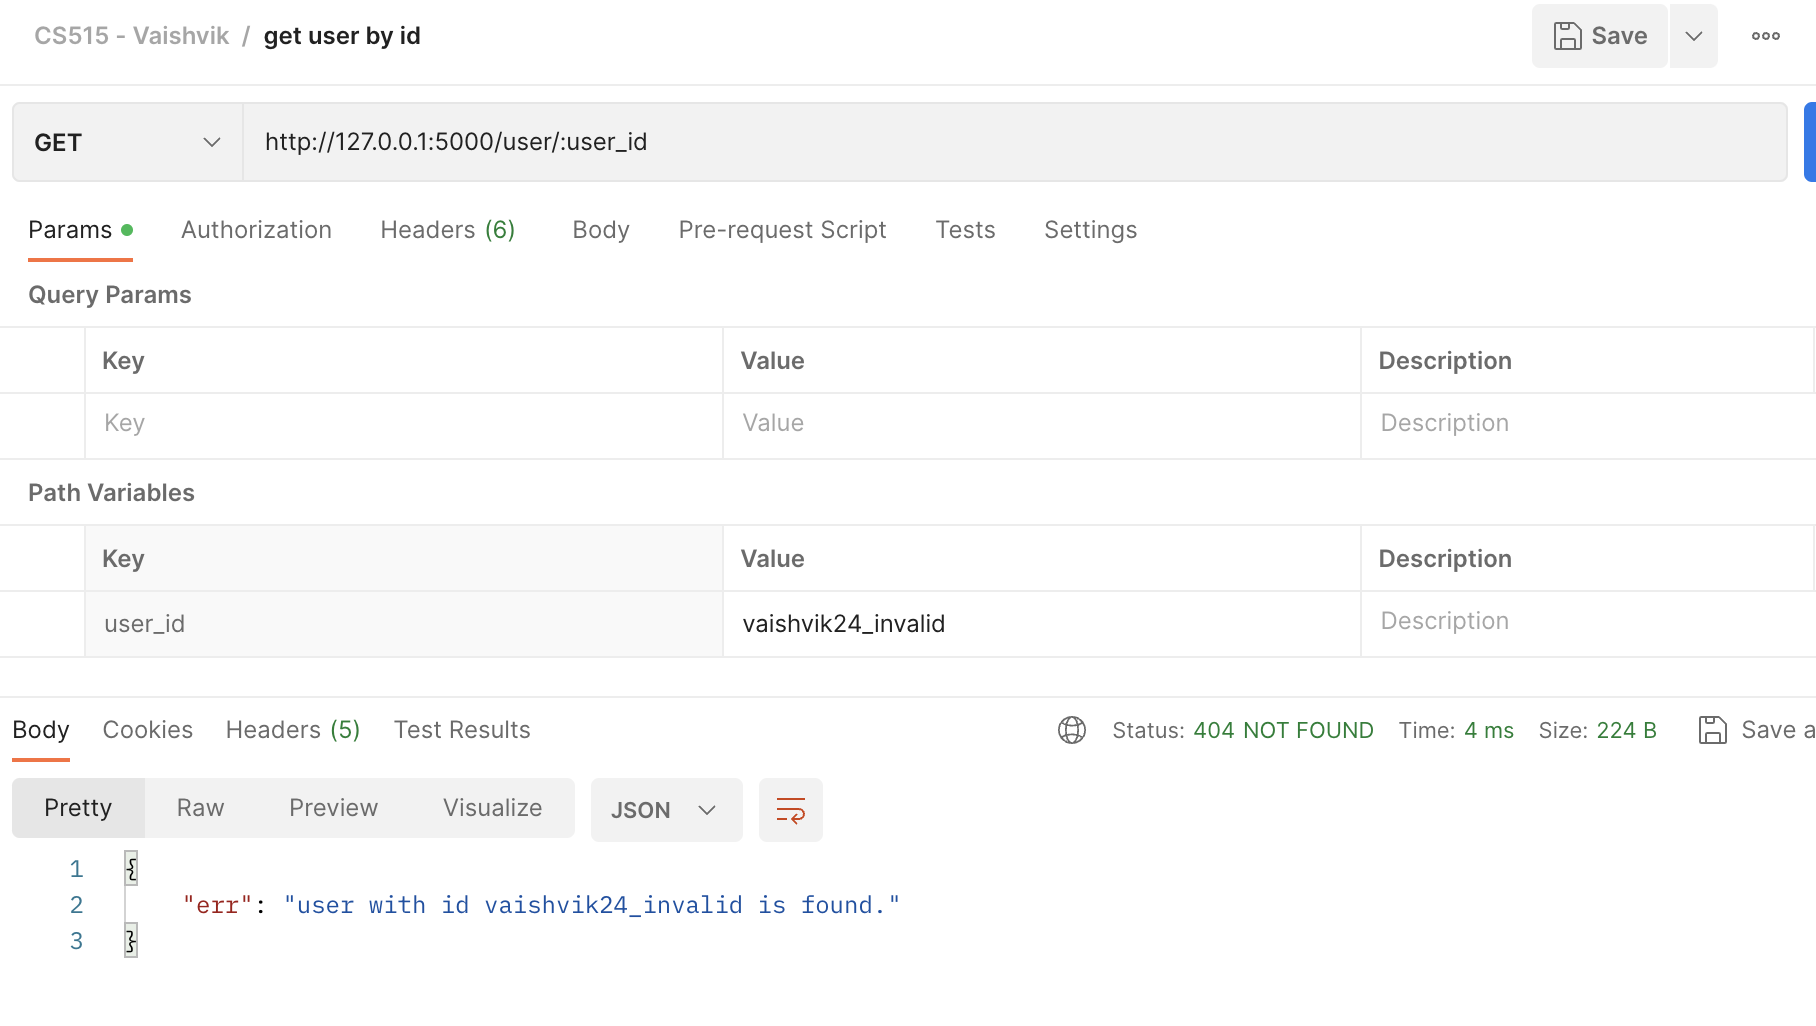 CS515 - Vaishvik / get user by id
Save
GET http://127.0.0.1:5000/user/:user_id
Params Authorization Headers (6) Body Pre-request Script Tests Settings
Query Params
Key Value Description
Key Value Description
Path Variables
Key Value Description
user_id vaishvik24_invalid Description
Body Cookies Headers (5) Test Results Status: 404 NOT FOUND Time: 4 ms Size: 224 B Save a
Pretty Raw Preview Visualize JSON
1 {
2 "err": "user with id vaishvik24_invalid is found."
3 }